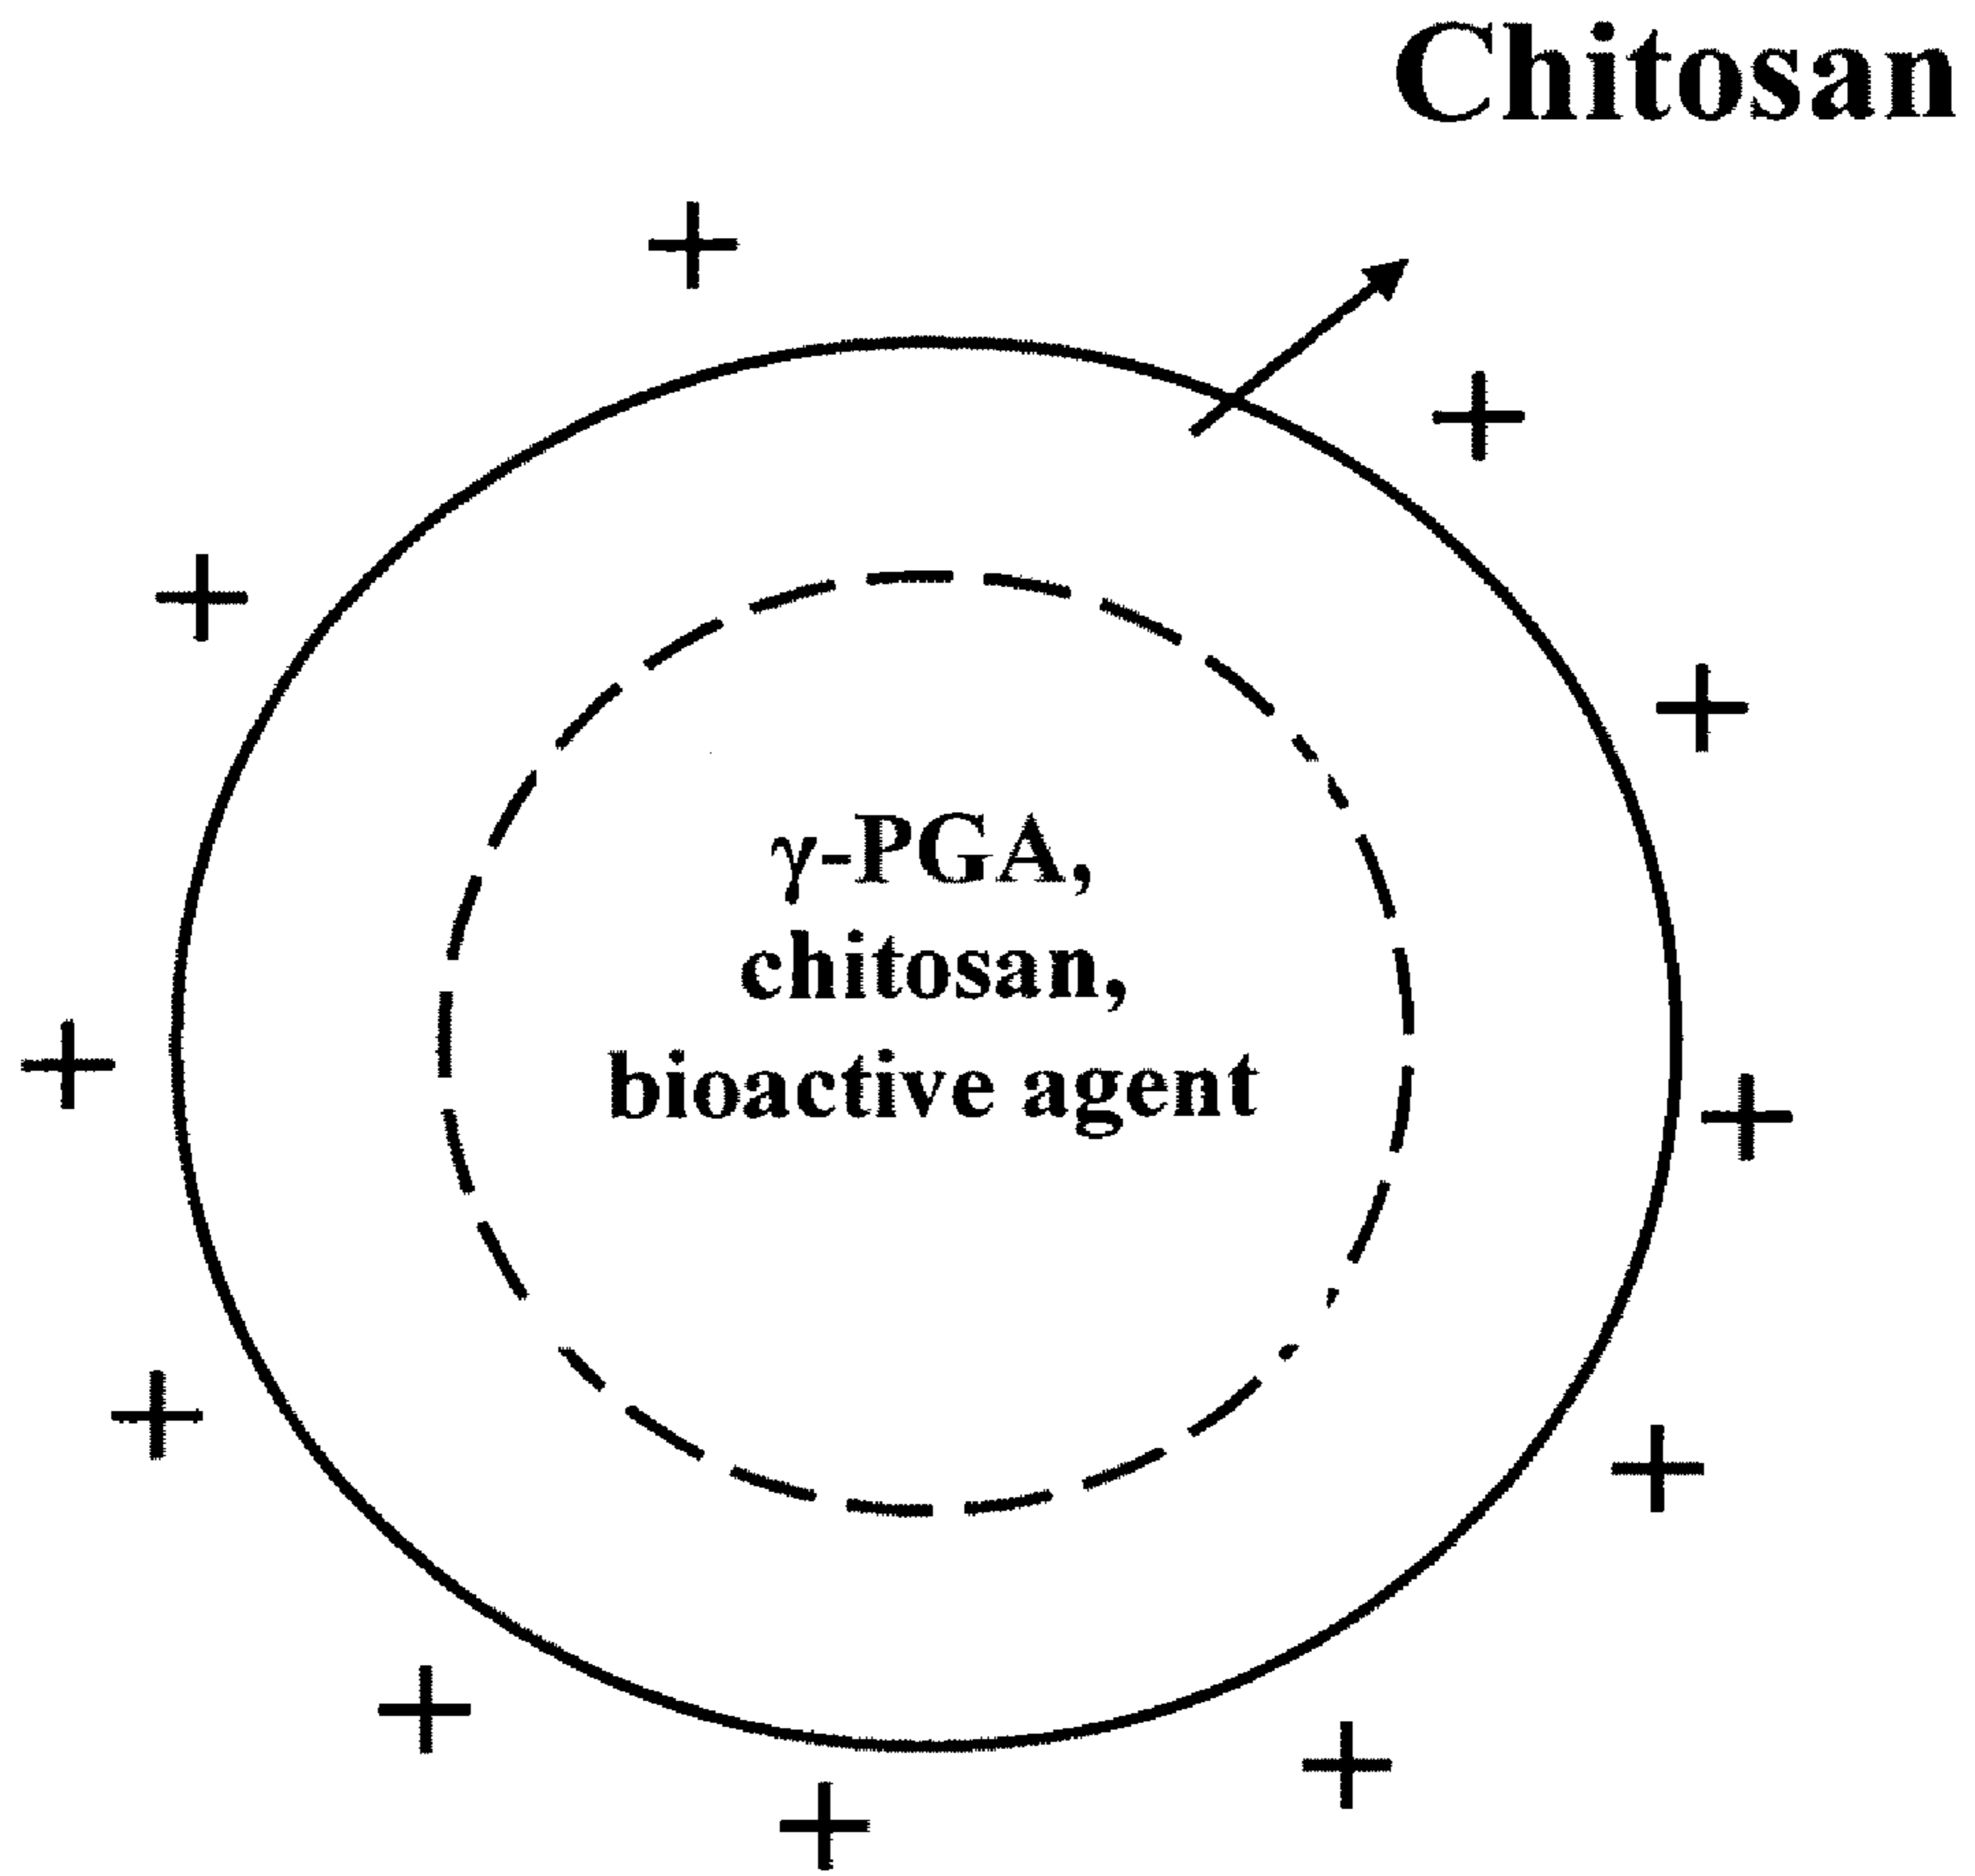 Chitosan
γ-PGA,
chitosan,
bioactive agent